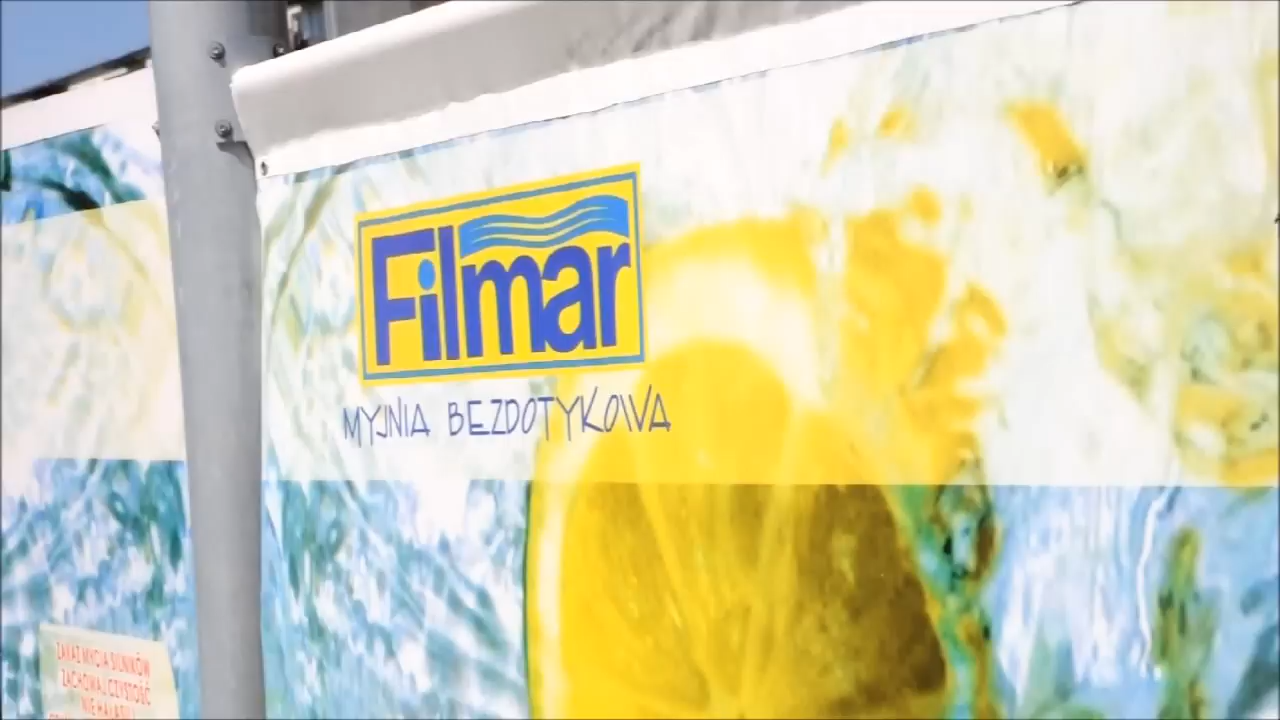 Filmar
MYJNIA BEZDOTYKOWA
ZAKAZ MYCIA SILNIKÓW
ZACHOWAJ CZYSTOŚĆ
NIE HAŁASUJ